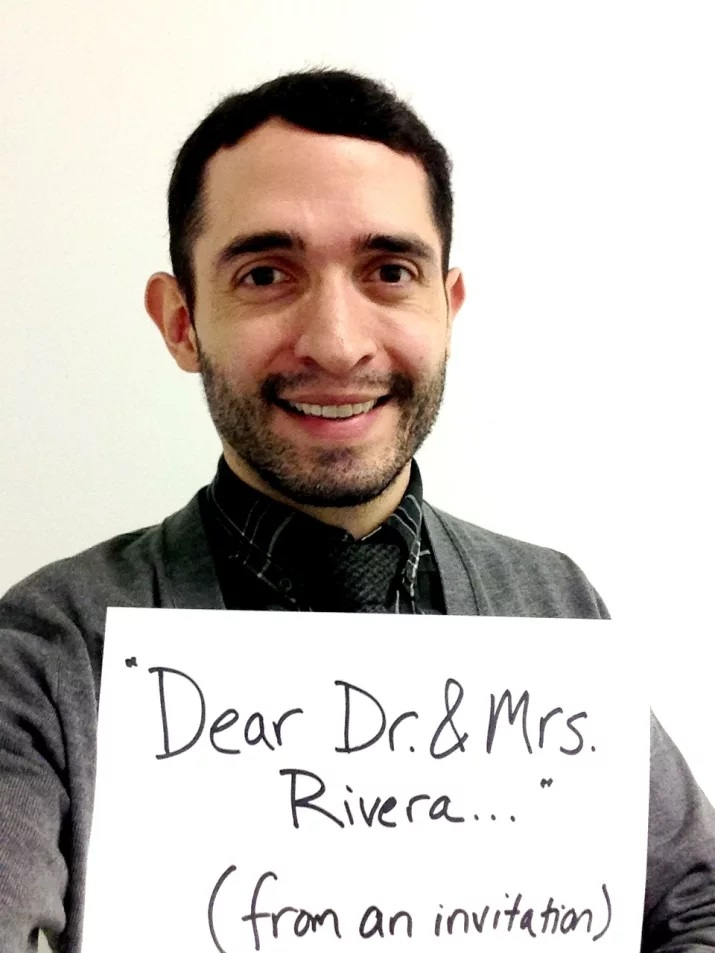 "Dear Dr. & Mrs.
Rivera..."
(from an invitation)